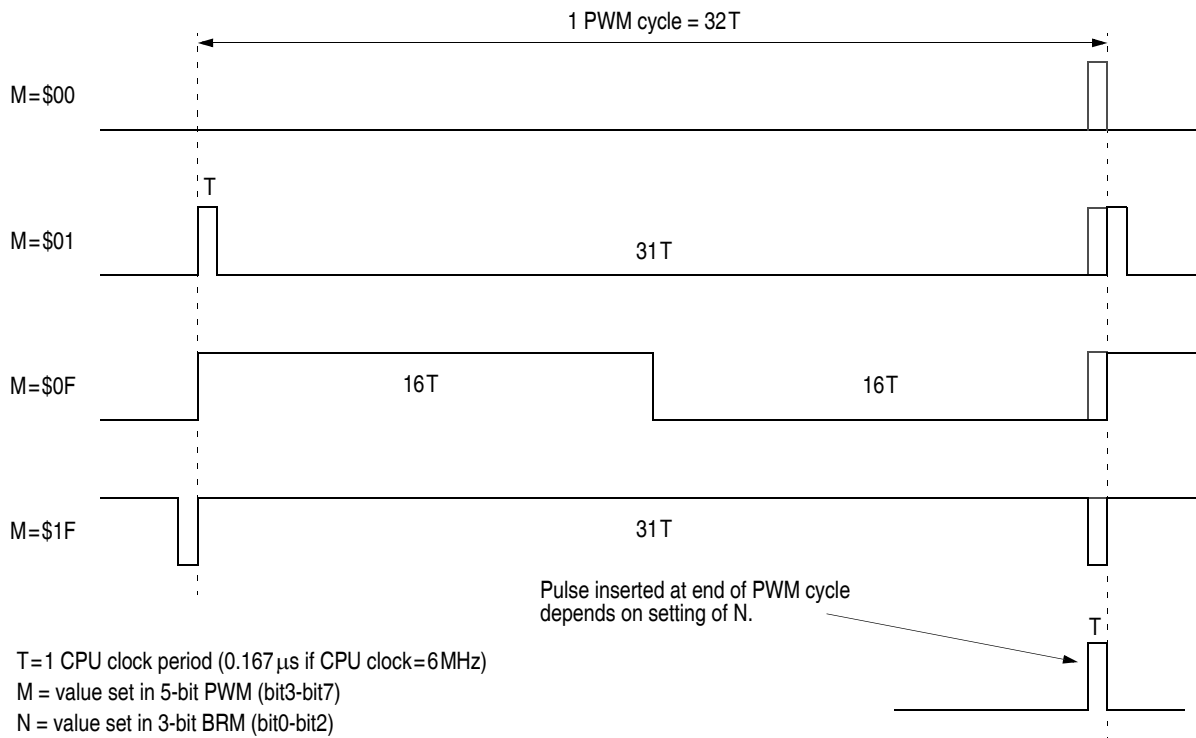 1 PWM cycle = 32T
M=$00
T
M=$01
31T
M=$0F
16T
16T
M=$1F
31T
Pulse inserted at end of PWM cycle
depends on setting of N.
T
T=1 CPU clock period (0.167 μs if CPU clock=6MHz)
M = value set in 5-bit PWM (bit3-bit7)
N = value set in 3-bit BRM (bit0-bit2)